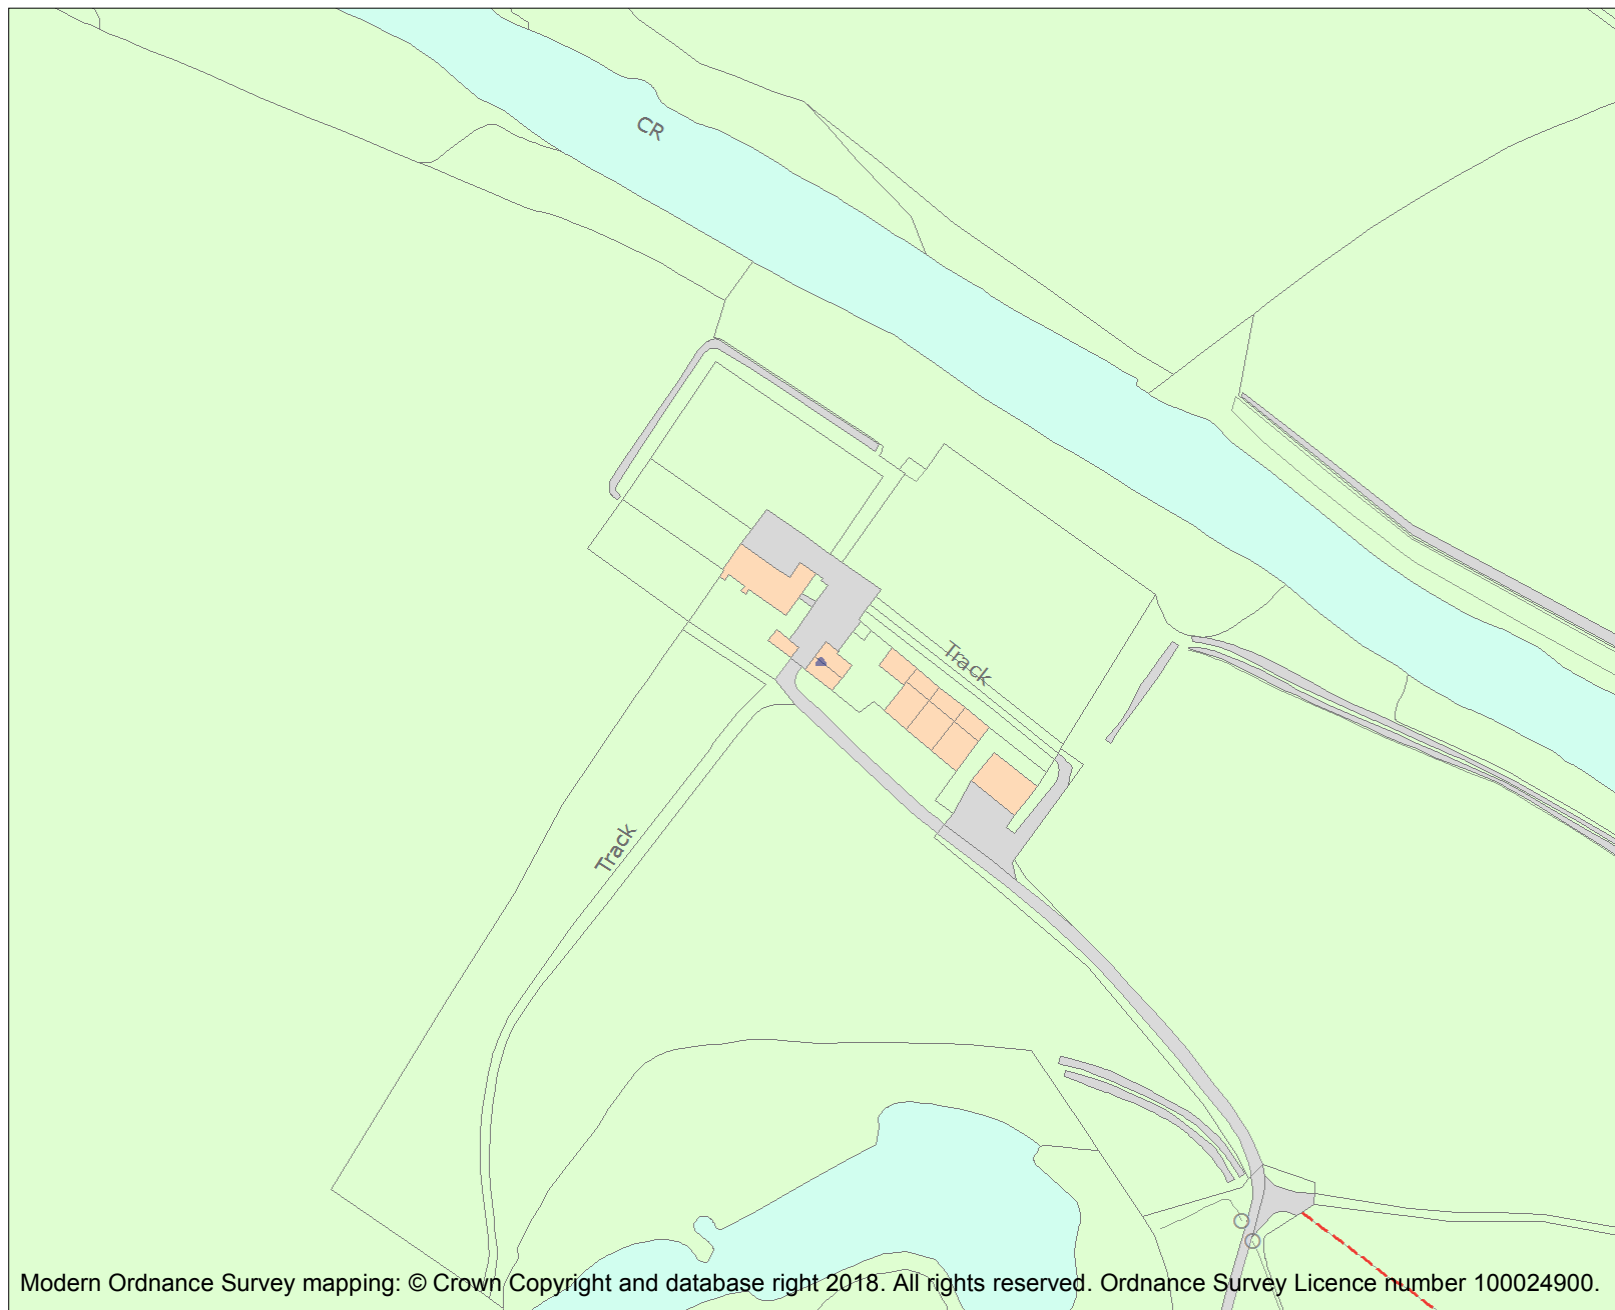 CR
Track
Track
Modern Ordnance Survey mapping: © Crown Copyright and database right 2018. All rights reserved. Ordnance Survey Licence number 100024900.